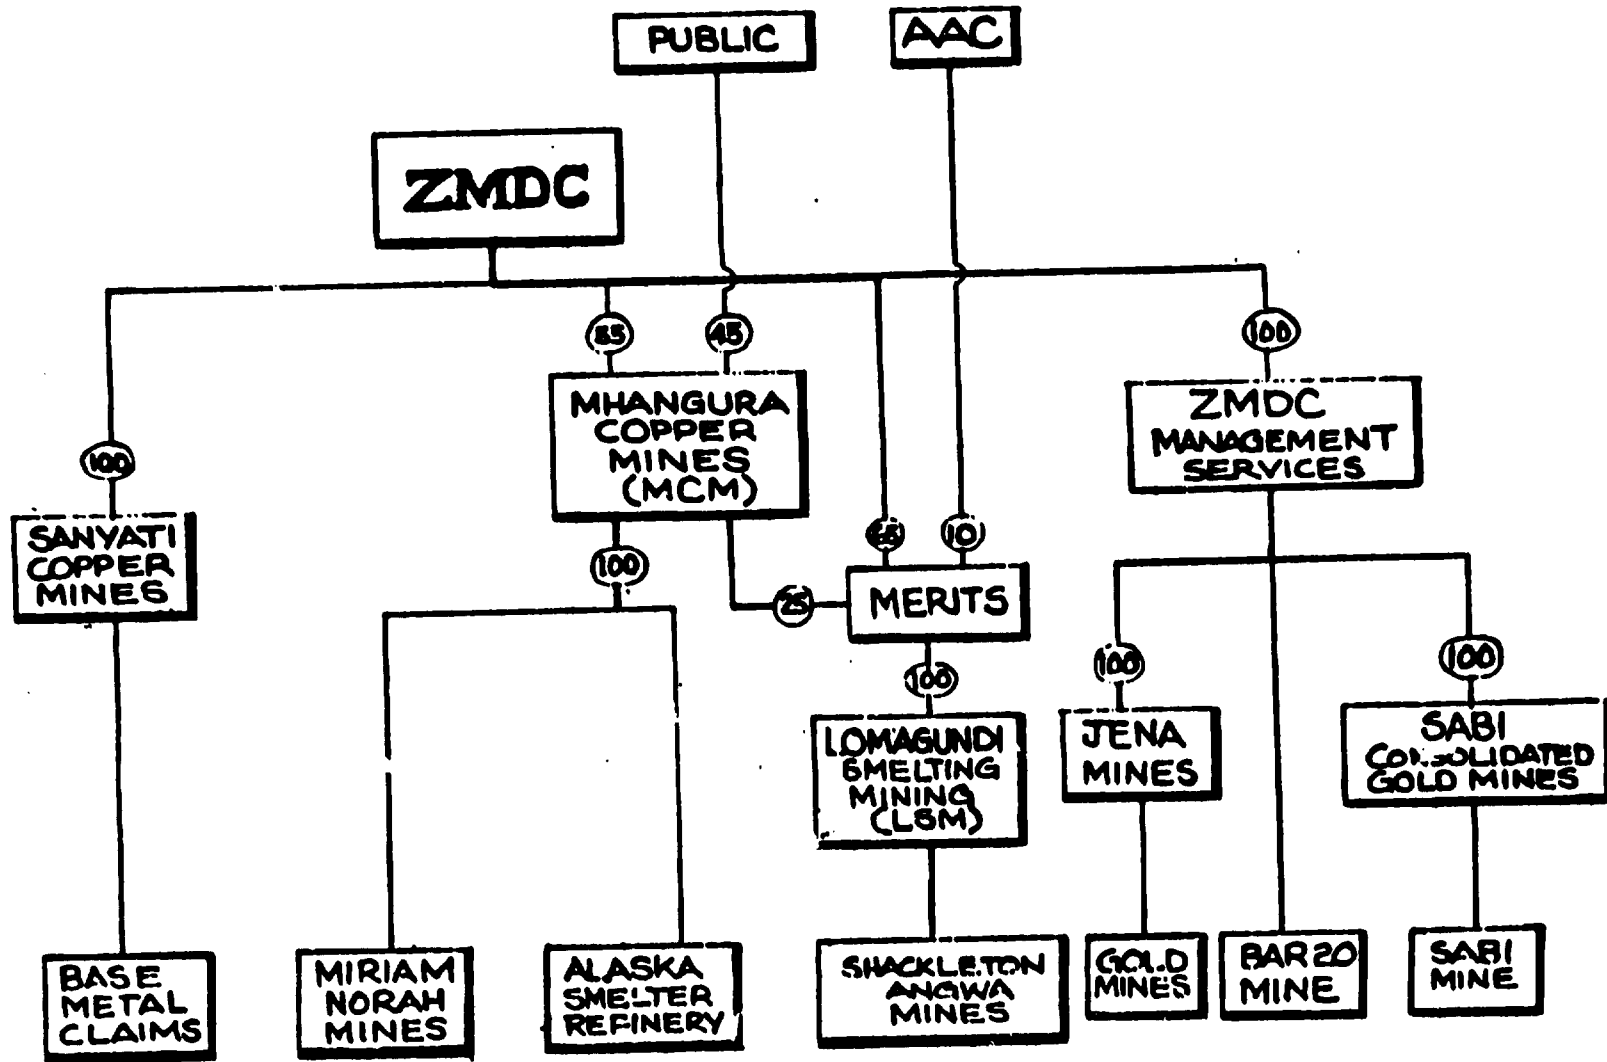 PUBLIC
AAC
ZMDC
55
45
100
MHANGURA
COPPER
MINES
(MCM)
ZMDC
MANAGEMENT
SERVICES
100
SANYATI
COPPER
MINES
100
65
10
25
MERITS
100
100
100
LOMAGUNDI
SMELTING
MINING
(LSM)
JENA
MINES
SABI
CONSOLIDATED
GOLD MINES
BASE
METAL
CLAIMS
MIRIAM
NORAH
MINES
ALASKA
SMELTER
REFINERY
SHACKLETON
ANGWA
MINES
GOLD
MINES
BAR 20
MINE
SABI
MINE